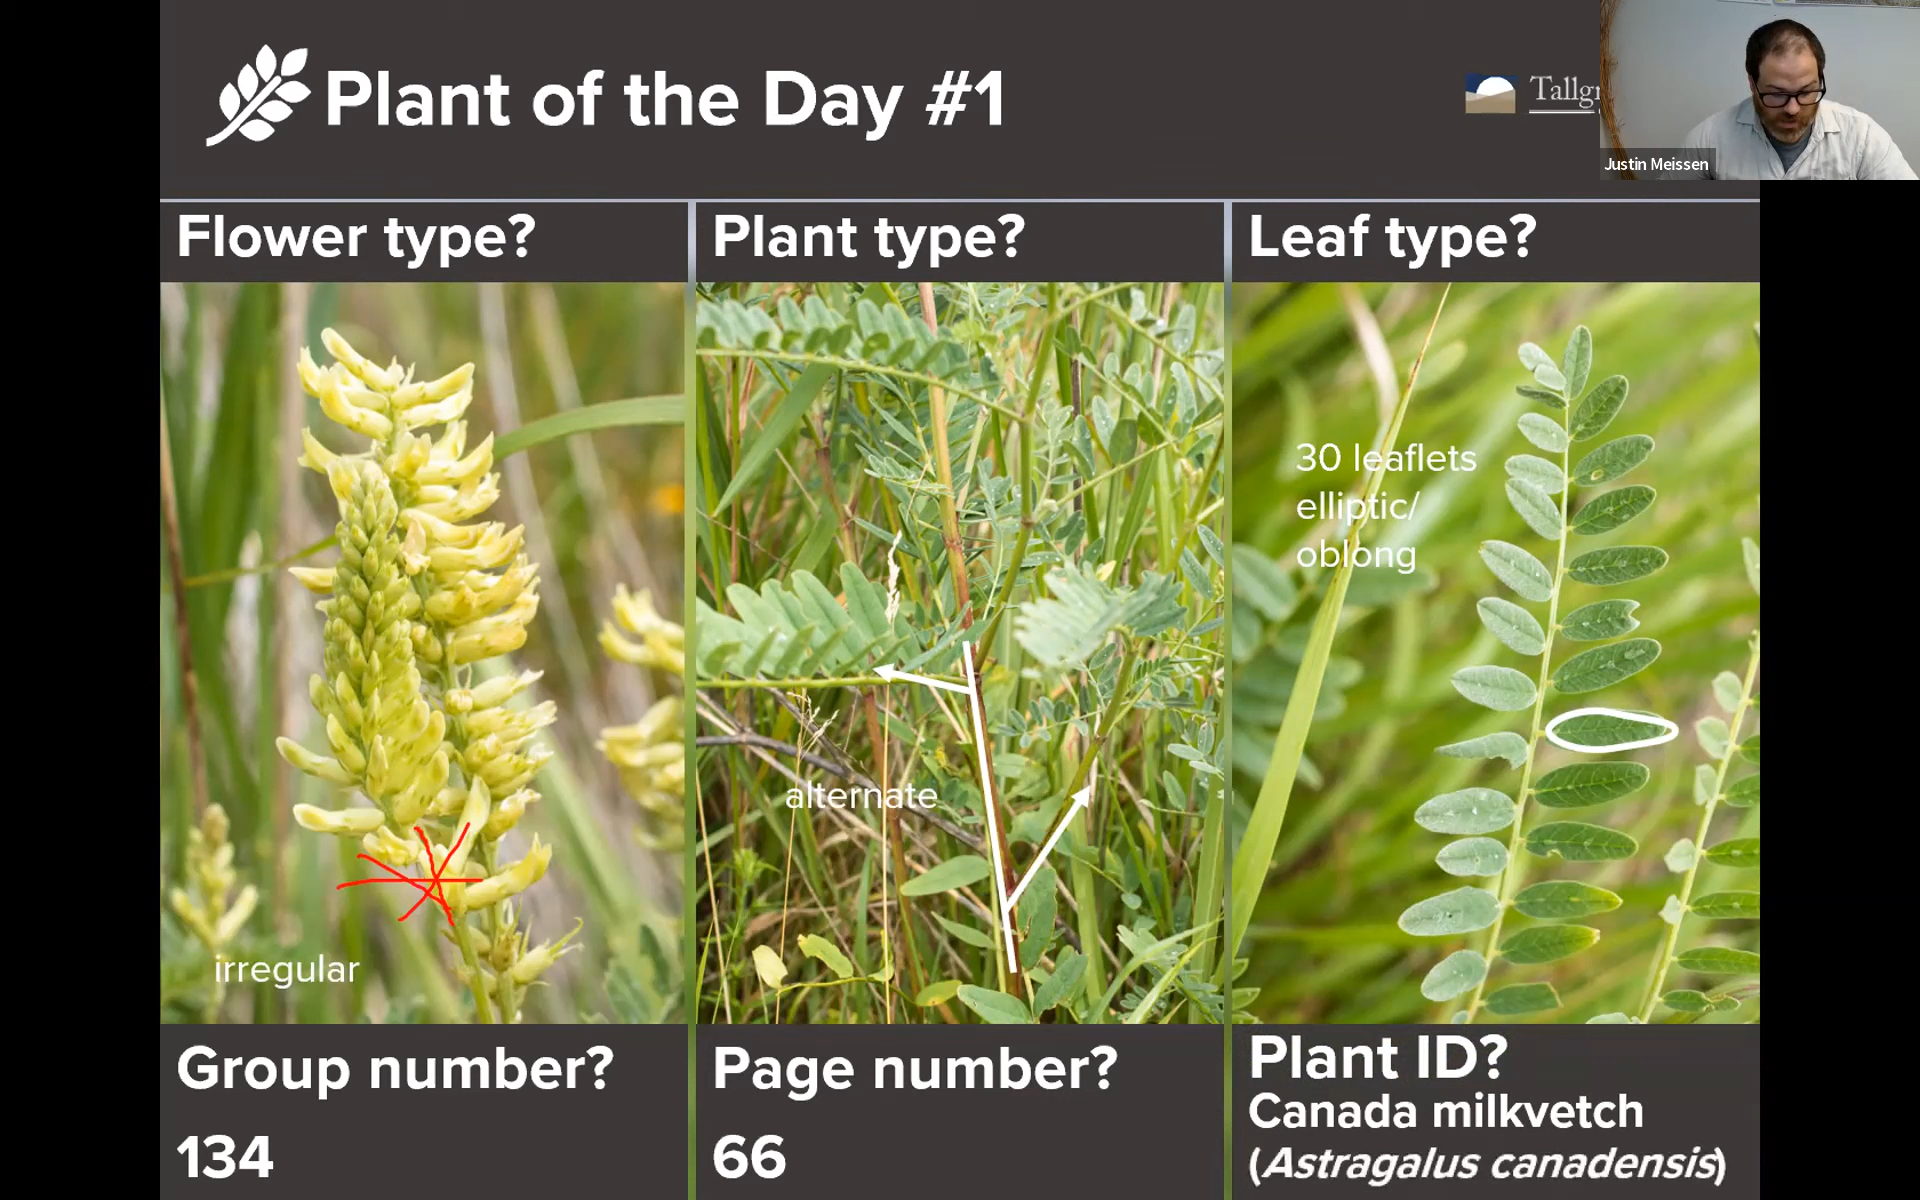 Plant of the Day #1
Justin Meissen
Flower type?
Plant type?
Leaf type?
30 leaflets
elliptic/
oblong
alternate
irregular
Group number?
134
Page number?
66
Plant ID?
Canada milkvetch
(Astragalus canadensis)